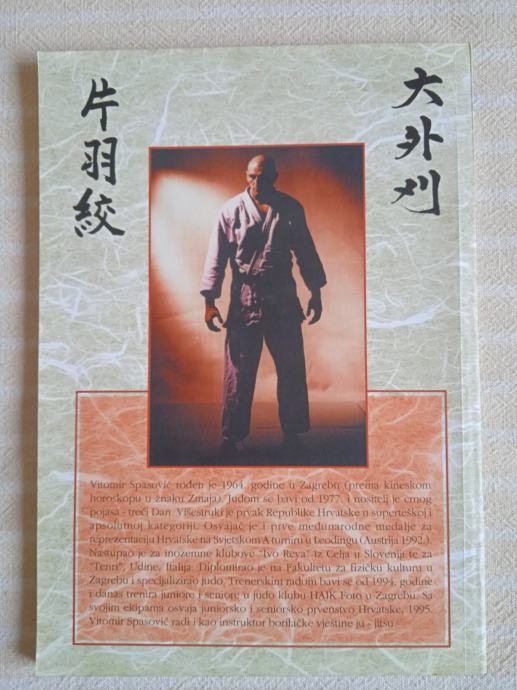 大外刈
片羽絞
Vitomir Spasović rođen je 1964. godine u Zagrebu (prema kineskom
horoskopu u znaku Zmaja). Judom se bavi od 1977. i nositelj je crnog
pojasa - treći Dan. Višestruki je prvak Republike Hrvatske u superteškoj i
apsolutnoj kategoriji. Osvajač je i prve međunarodne medalje za
reprezentaciju Hrvatske na Svjetskom A turniru u Leodingu (Austrija 1992.).
Nastupao je za inozemne klubove "Ivo Reya" iz Celja u Sloveniji te za
"Tenri", Udine, Italija. Diplomirao je na Fakultetu za fizičku kulturu u
Zagrebu i specijalizirao judo. Trenerskim radom bavi se od 1994. godine
i danas trenira juniore i seniore u judo klubu HAJK Foto u Zagrebu. Sa
svojim ekipama osvaja juniorsko i seniorsko prvenstvo Hrvatske, 1995.
Vitomir Spasović radi i kao instruktor borilačke vještine ju - jitsu.